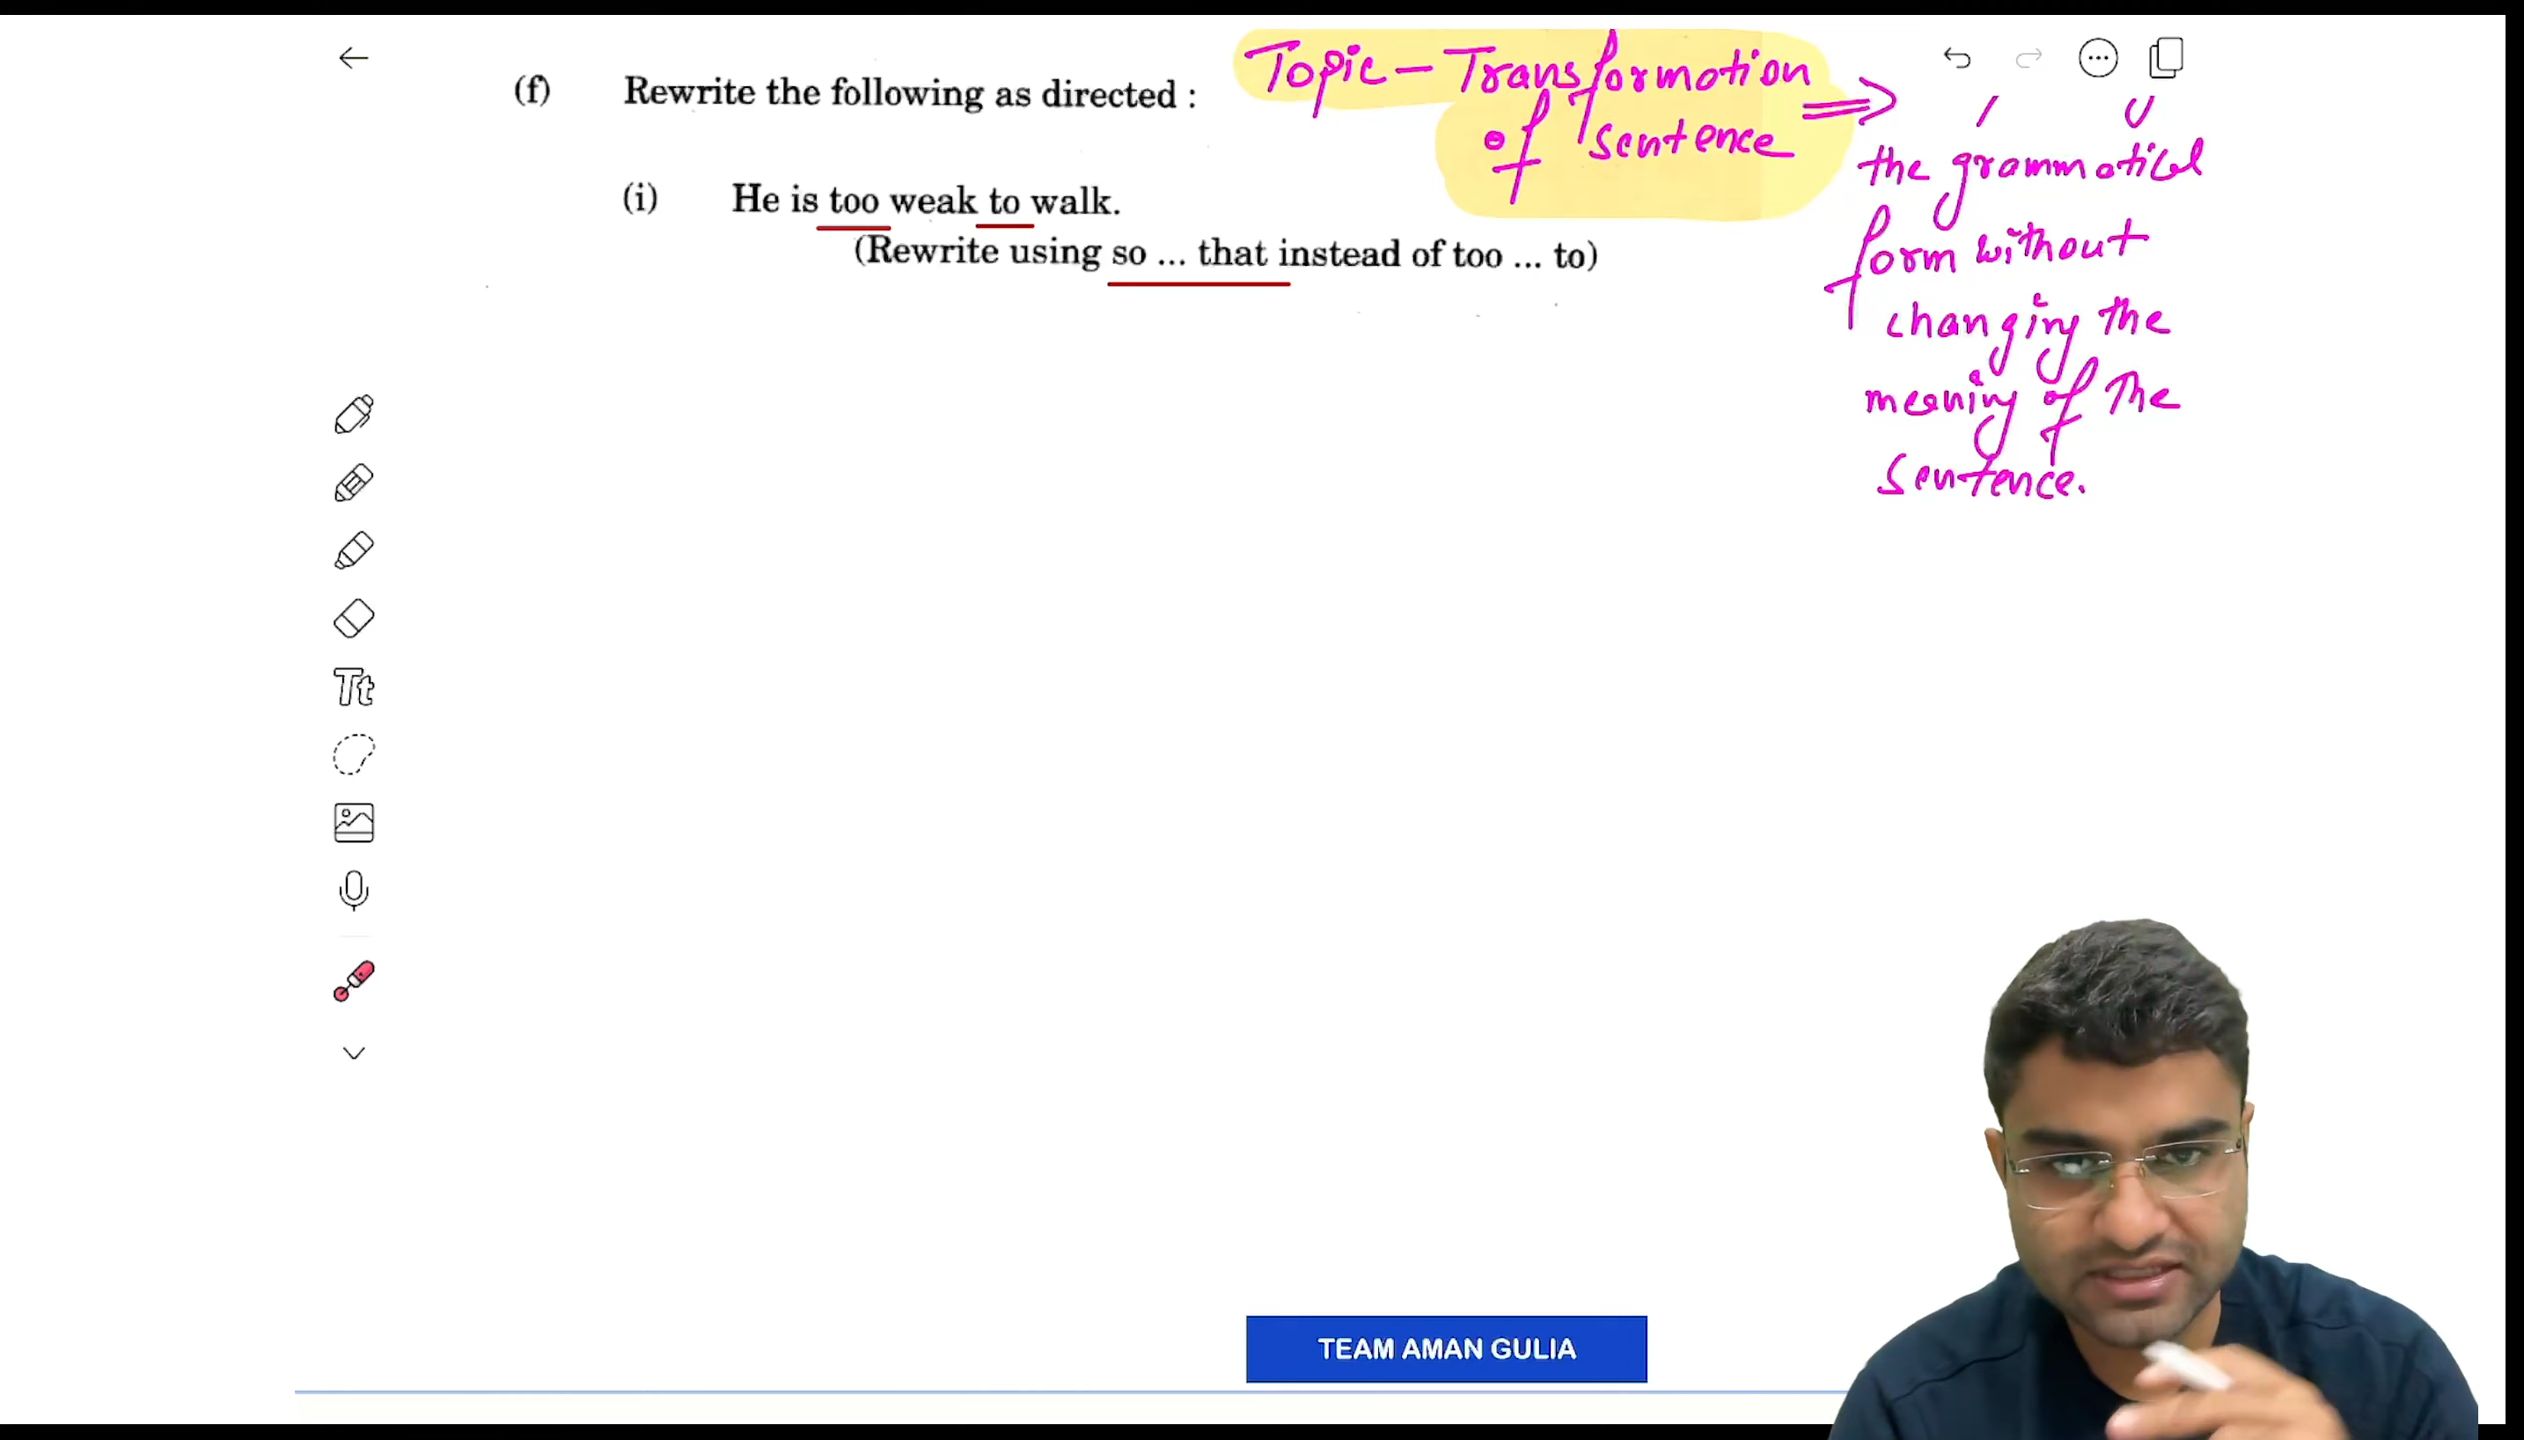 (f) Rewrite the following as directed :
Topic - Transformation
of sentence ⇒
(i) He is too weak to walk.
(Rewrite using so ... that instead of too ... to)
the grammatical
form without
changing the
meaning of the
sentence.
Tt
TEAM AMAN GULIA